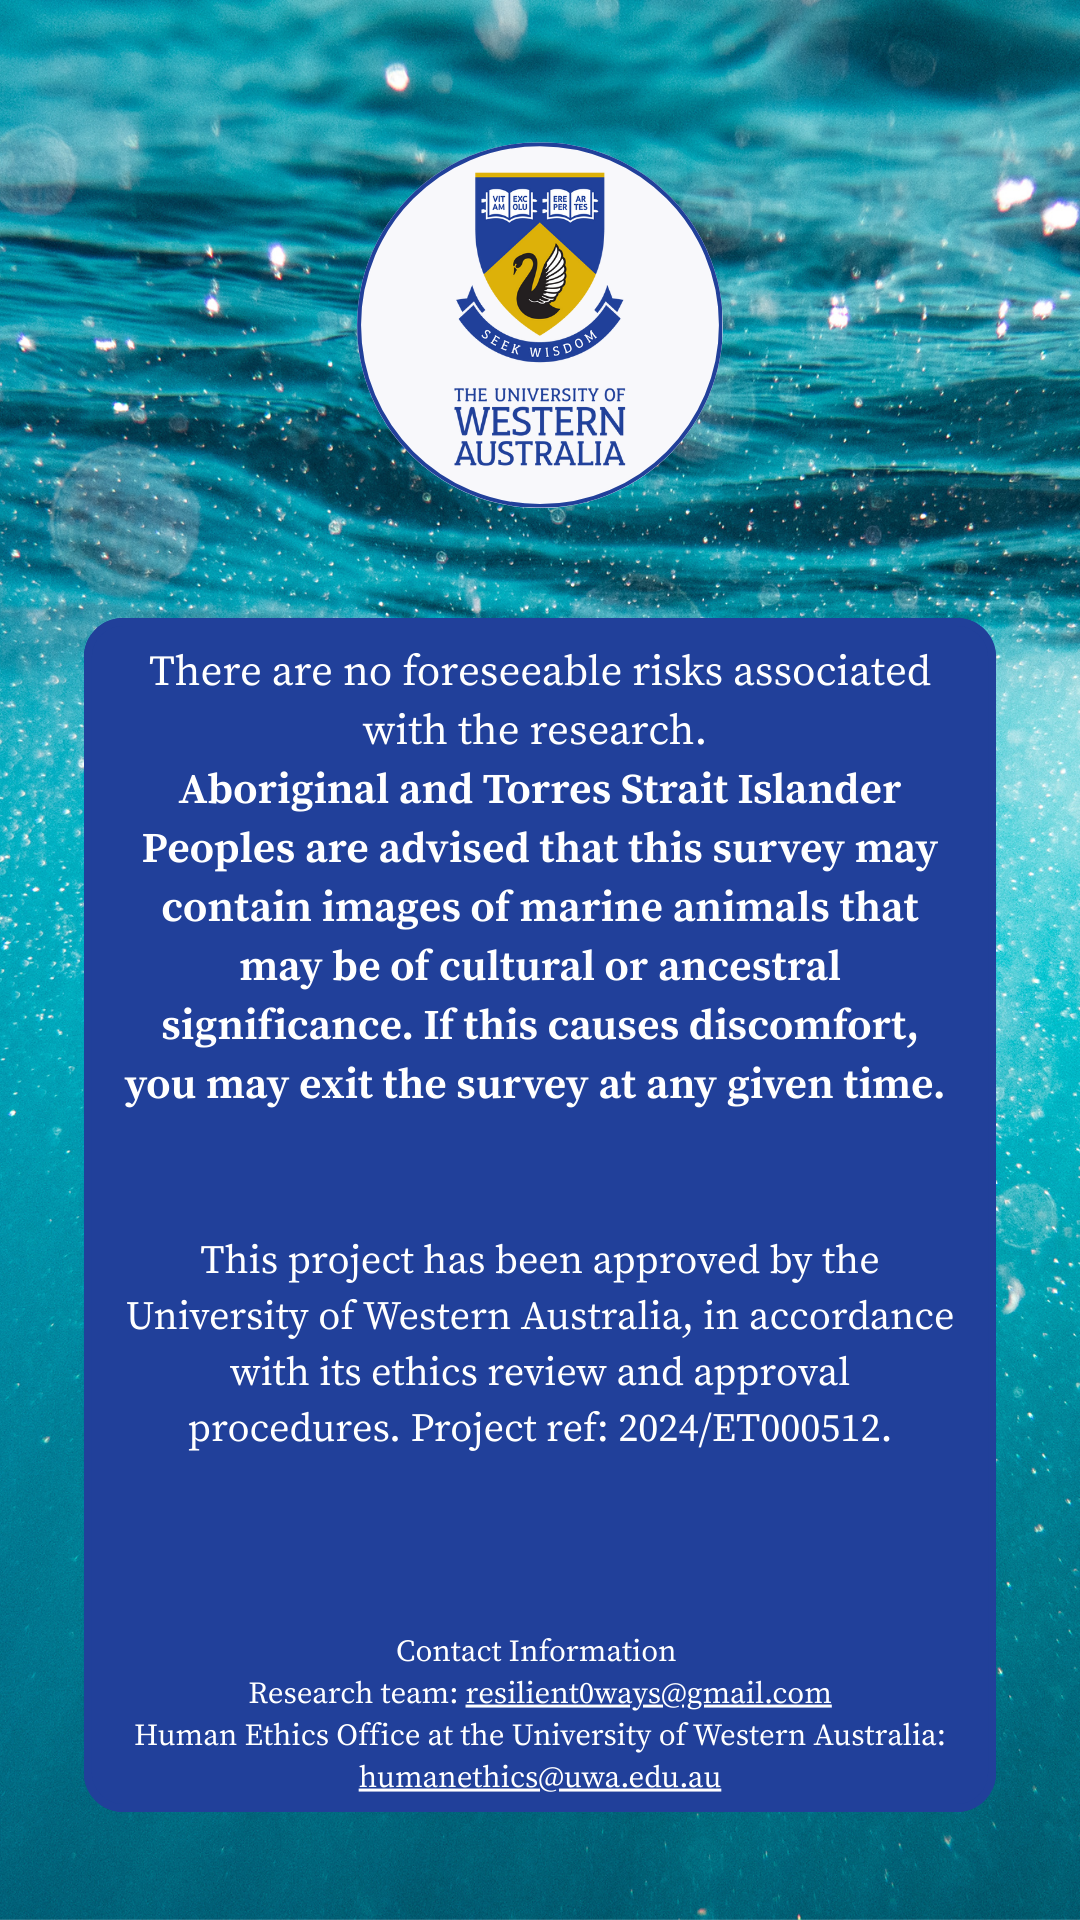 VIT AM EXC OLU ERE PER AR TES
SEEK WISDOM
THE UNIVERSITY OF
WESTERN
AUSTRALIA
There are no foreseeable risks associated
with the research.
Aboriginal and Torres Strait Islander
Peoples are advised that this survey may
contain images of marine animals that
may be of cultural or ancestral
significance. If this causes discomfort,
you may exit the survey at any given time.
This project has been approved by the
University of Western Australia, in accordance
with its ethics review and approval
procedures. Project ref: 2024/ET000512.
Contact Information
Research team: resilient0ways@gmail.com
Human Ethics Office at the University of Western Australia:
humanethics@uwa.edu.au